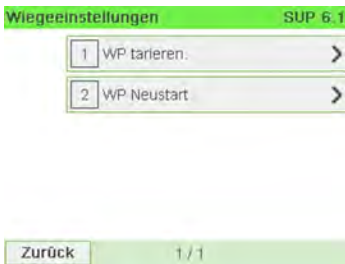 Wiegeeinstellungen SUP 6.1
1 WP tarieren
2 WP Neustart
Zurück 1/1